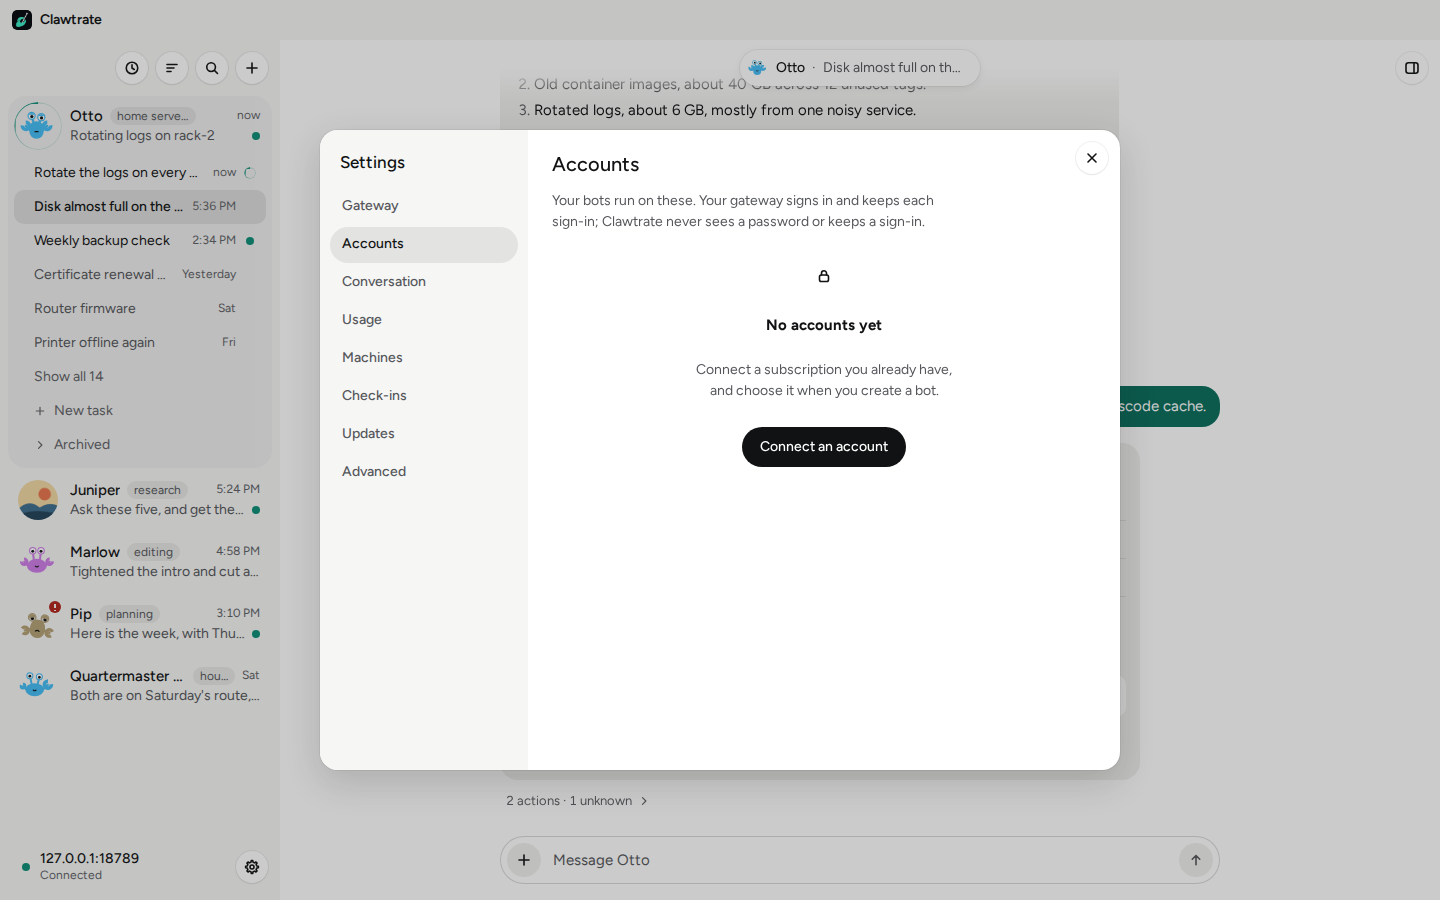 Clawtrate
Otto home serve... now
Rotating logs on rack-2
Rotate the logs on every ... now
Disk almost full on the ... 5:36 PM
Weekly backup check 2:34 PM
Certificate renewal ... Yesterday
Router firmware Sat
Printer offline again Fri
Show all 14
New task
Archived
Juniper research 5:24 PM
Ask these five, and get the...
Marlow editing 4:58 PM
Tightened the intro and cut a...
Pip planning 3:10 PM
Here is the week, with Thu...
Quartermaster ... hou... Sat
Both are on Saturday's route,...
127.0.0.1:18789
Connected
Otto · Disk almost full on th...
2. Old container images, about 40 GB across 12 unused tags.
3. Rotated logs, about 6 GB, mostly from one noisy service.
Settings
Gateway
Accounts
Conversation
Usage
Machines
Check-ins
Updates
Advanced
Accounts
Your bots run on these. Your gateway signs in and keeps each
sign-in; Clawtrate never sees a password or keeps a sign-in.
No accounts yet
Connect a subscription you already have,
and choose it when you create a bot.
Connect an account
scode cache.
2 actions · 1 unknown
Message Otto